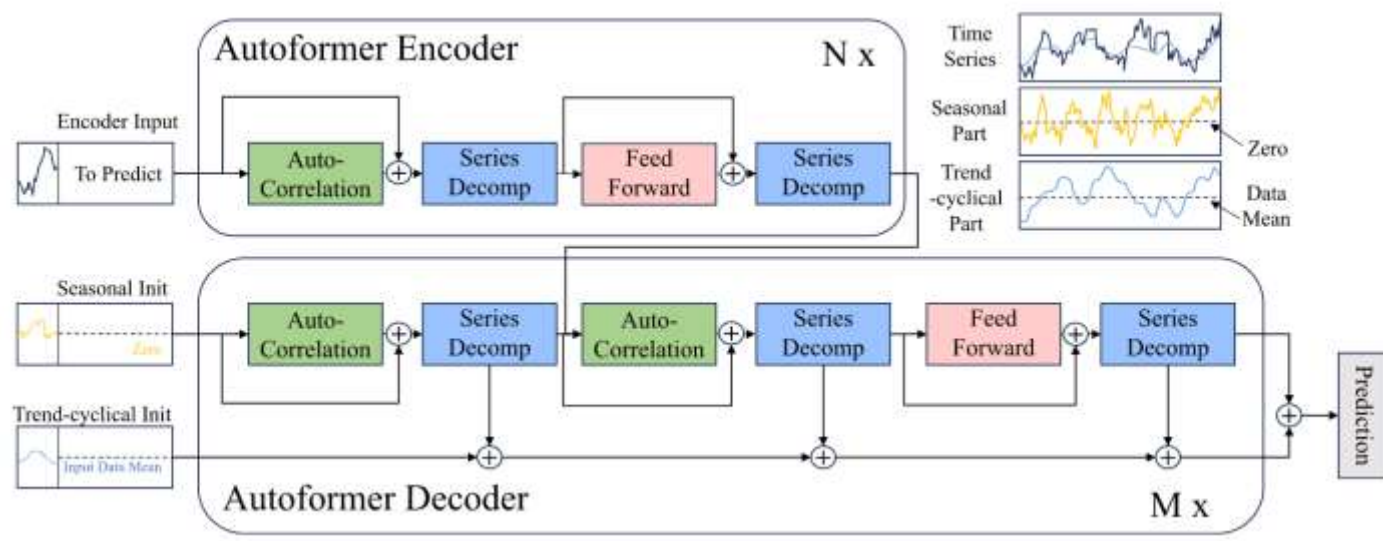 Autoformer Encoder
N x
Encoder Input
To Predict
Auto-
Correlation
Series
Decomp
Feed
Forward
Series
Decomp
Time
Series
Seasonal
Part
Zero
Trend
-cyclical
Part
Data
Mean
Seasonal Init
Zero
Auto-
Correlation
Series
Decomp
Auto-
Correlation
Series
Decomp
Feed
Forward
Series
Decomp
Trend-cyclical Init
Input Data Mean
Prediction
Autoformer Decoder
M x